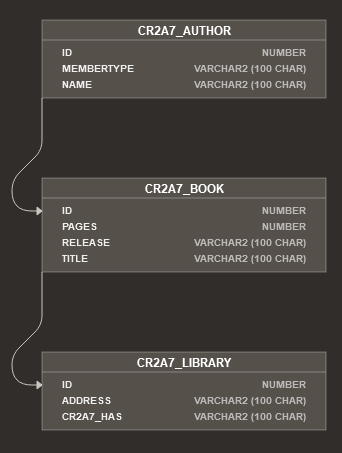 CR2A7_AUTHOR
ID NUMBER
MEMBERTYPE VARCHAR2 (100 CHAR)
NAME VARCHAR2 (100 CHAR)
CR2A7_BOOK
ID NUMBER
PAGES NUMBER
RELEASE VARCHAR2 (100 CHAR)
TITLE VARCHAR2 (100 CHAR)
CR2A7_LIBRARY
ID NUMBER
ADDRESS VARCHAR2 (100 CHAR)
CR2A7_HAS VARCHAR2 (100 CHAR)